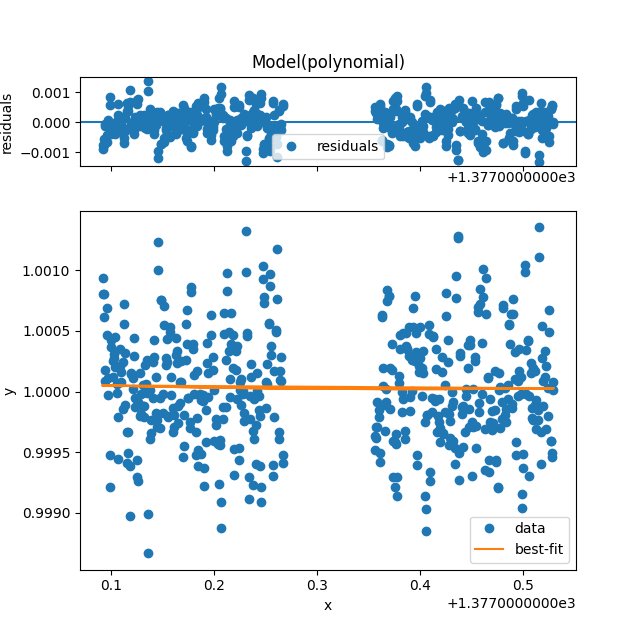 Model(polynomial)
residuals
0.001
0.000
−0.001
residuals
+1.3770000000e3
y
1.0010
1.0005
1.0000
0.9995
0.9990
data
best-fit
0.1 0.2 0.3 0.4 0.5
x
+1.3770000000e3